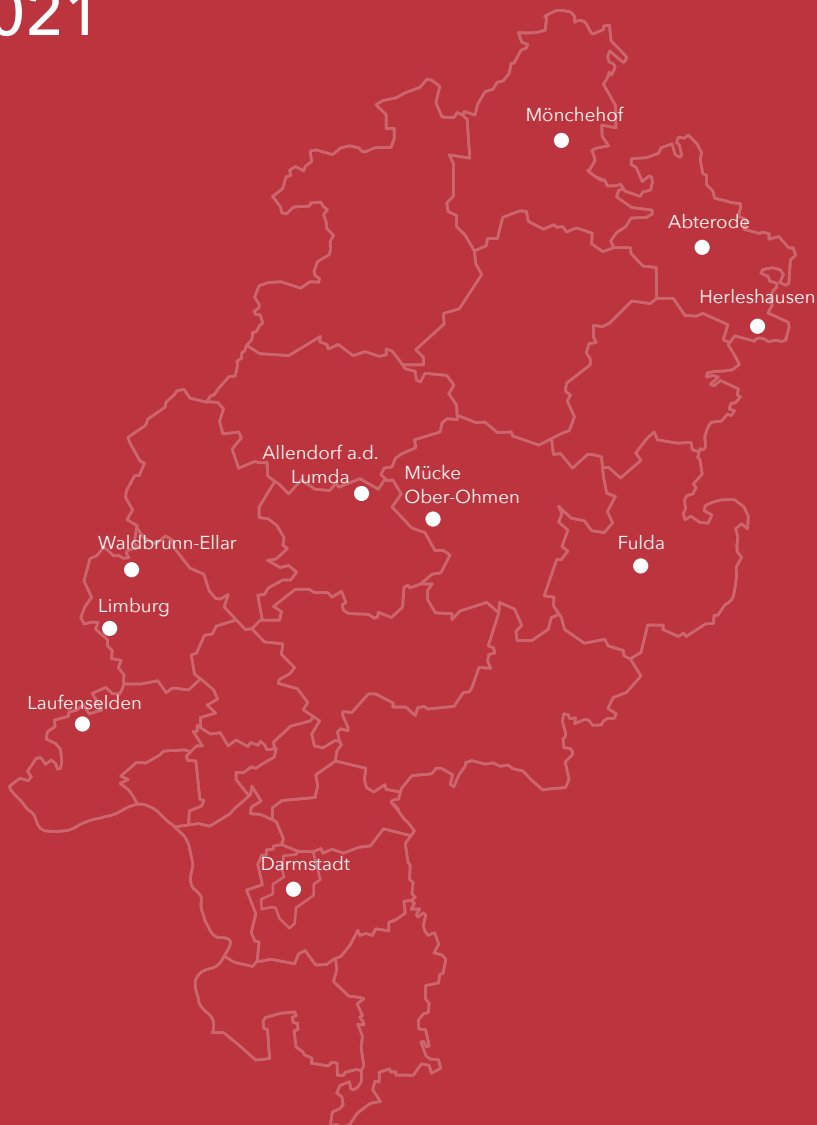 021
Mönchehof
Abterode
Herleshausen
Allendorf a.d.
Lumda
Mücke
Ober-Ohmen
Waldbrunn-Ellar
Fulda
Limburg
Laufenselden
Darmstadt